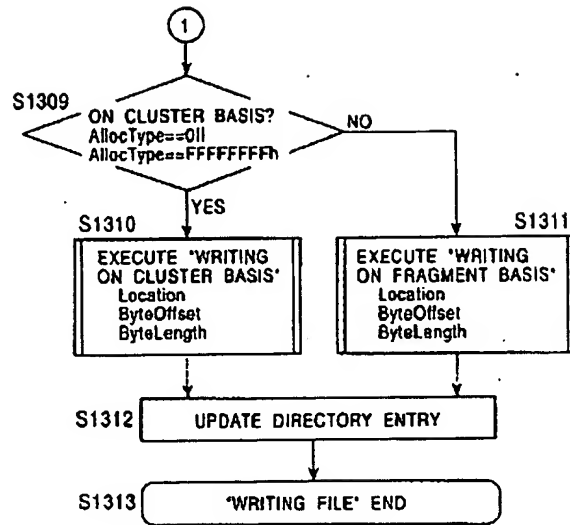 1
S1309
ON CLUSTER BASIS?
AllocType==0||
AllocType==FFFFFFFFh
NO
YES
S1310
S1311
EXECUTE "WRITING
ON CLUSTER BASIS"
Location
ByteOffset
ByteLength
EXECUTE "WRITING
ON FRAGMENT BASIS"
Location
ByteOffset
ByteLength
S1312
UPDATE DIRECTORY ENTRY
S1313
"WRITING FILE" END